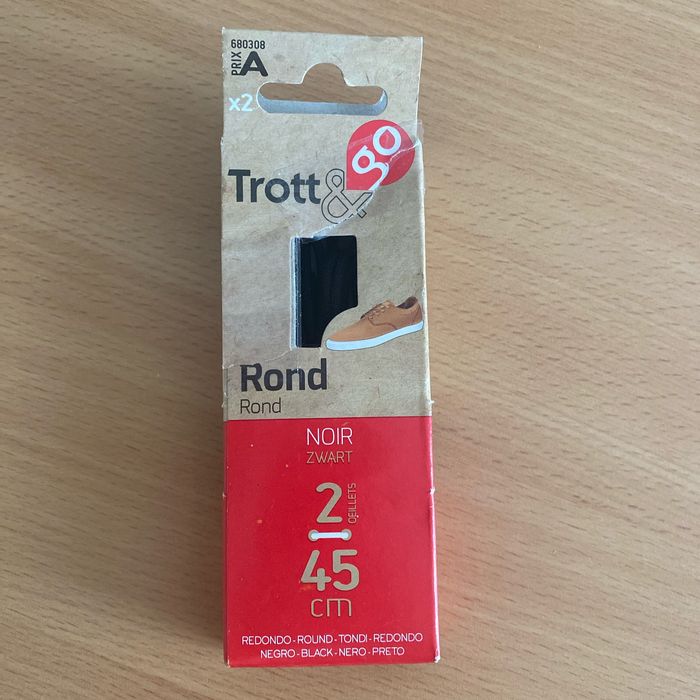 680308
PRIX A
x2
Trott&go
Rond
Rond
NOIR
ZWART
2 OEILLETS
45
cm
REDONDO - ROUND - TONDI - REDONDO
NEGRO - BLACK - NERO - PRETO